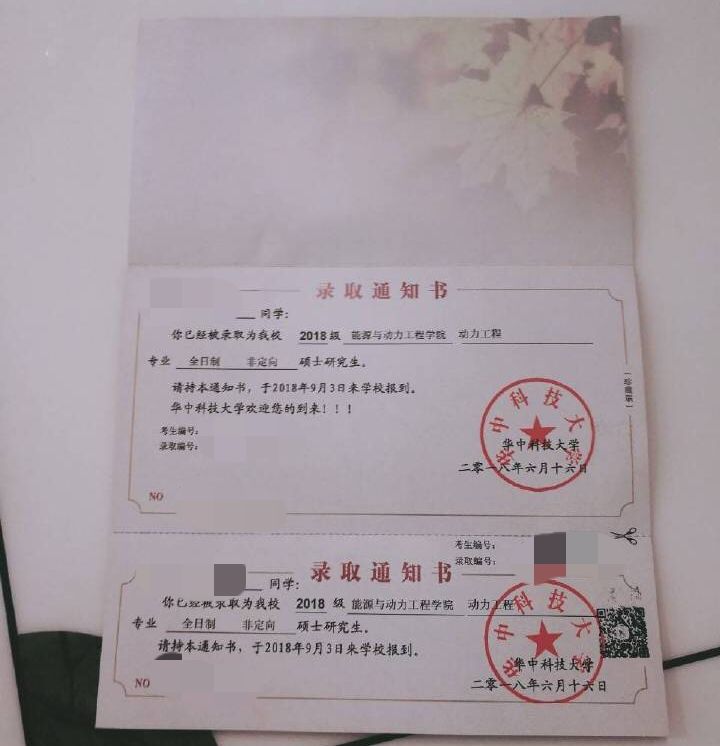 录取通知书
同学：
你已经被录取为我校 2018 级 能源与动力工程学院 动力工程
专业 全日制 非定向 硕士研究生。
请持本通知书，于2018年9月3日来学校报到。
华中科技大学欢迎您的到来！！！
考生编号：
录取编号：
华中科技大学
华中科技大学
二零一八年六月十六日
NO
（珍藏联）
考生编号：
录取编号：
录取通知书
同学：
你已经被录取为我校 2018 级 能源与动力工程学院 动力工程
专业 全日制 非定向 硕士研究生。
请持本通知书，于2018年9月3日来学校报到。
华中科技大学
华中科技大学
二零一八年六月十六日
NO